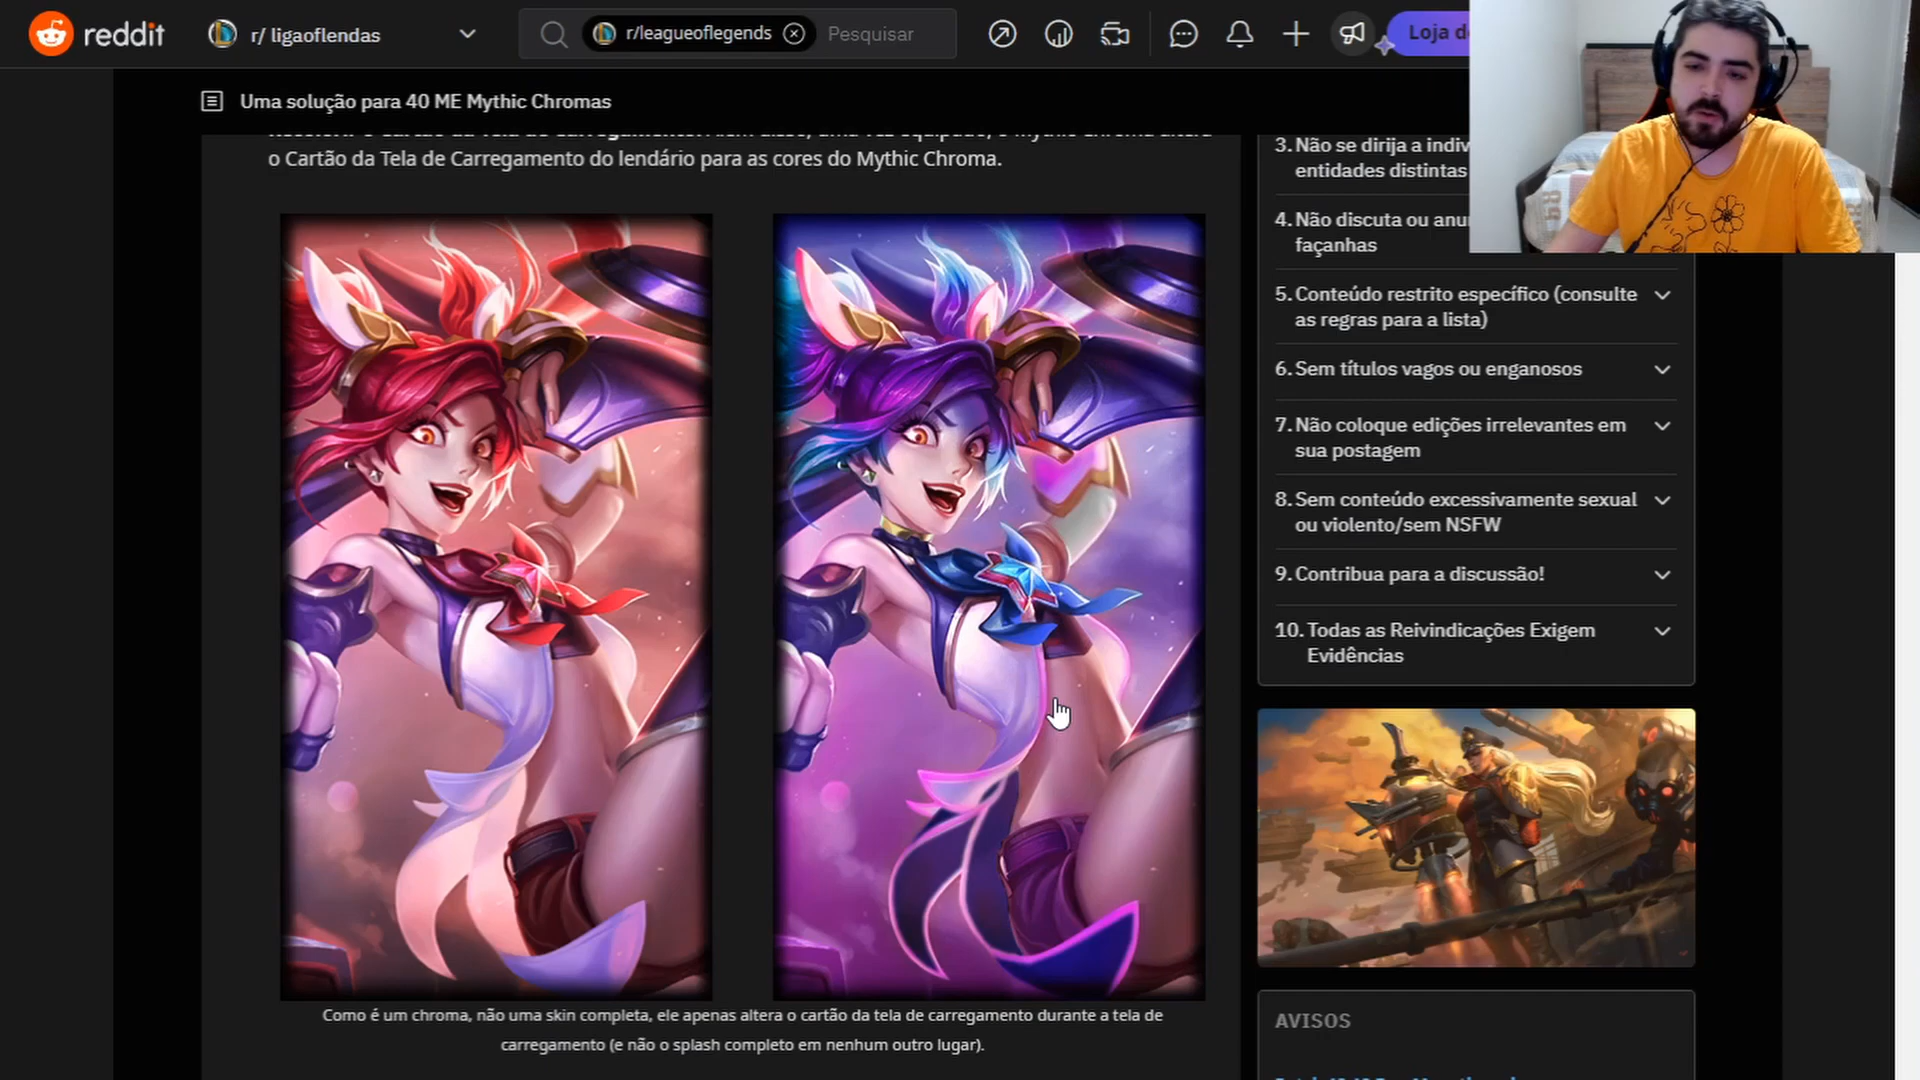 reddit
r/ ligaoflendas
r/leagueoflegends
Pesquisar
Loja d
Uma solução para 40 ME Mythic Chromas
o Cartão da Tela de Carregamento do lendário para as cores do Mythic Chroma.
Como é um chroma, não uma skin completa, ele apenas altera o cartão da tela de carregamento durante a tela de
carregamento (e não o splash completo em nenhum outro lugar).
3. Não se dirija a indiv
entidades distintas
4. Não discuta ou anu
façanhas
5. Conteúdo restrito específico (consulte
as regras para a lista)
6. Sem títulos vagos ou enganosos
7. Não coloque edições irrelevantes em
sua postagem
8. Sem conteúdo excessivamente sexual
ou violento/sem NSFW
9. Contribua para a discussão!
10. Todas as Reivindicações Exigem
Evidências
AVISOS